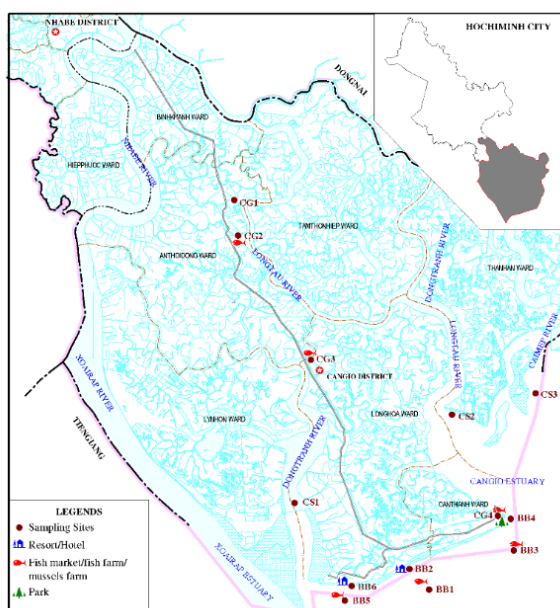 NHABE DISTRICT
HOCHIMINH CITY
DONGNAI
BINHKHANH WARD
NHABE RIVER
HIEPPHUOC WARD
CG1
CG2
TAMTHONHIEP WARD
ANTHOIDONG WARD
LONGTAU RIVER
DONGTRANH RIVER
THANHAN WARD
CAIMEP RIVER
XOAIRAP RIVER
LONGTAU RIVER
CG3
CANGIO DISTRICT
TIENGIANG
LYNHON WARD
LONGHOA WARD
CS3
CS2
DONGTRANH RIVER
CANGIO ESTUARY
CS1
CANTHANH WARD
CG4
BB4
XOAIRAP ESTUARY
BB3
BB2
BB6
BB1
BB5
LEGENDS
Sampling Sites
Resort/Hotel
Fish market/fish farm/
mussels farm
Park